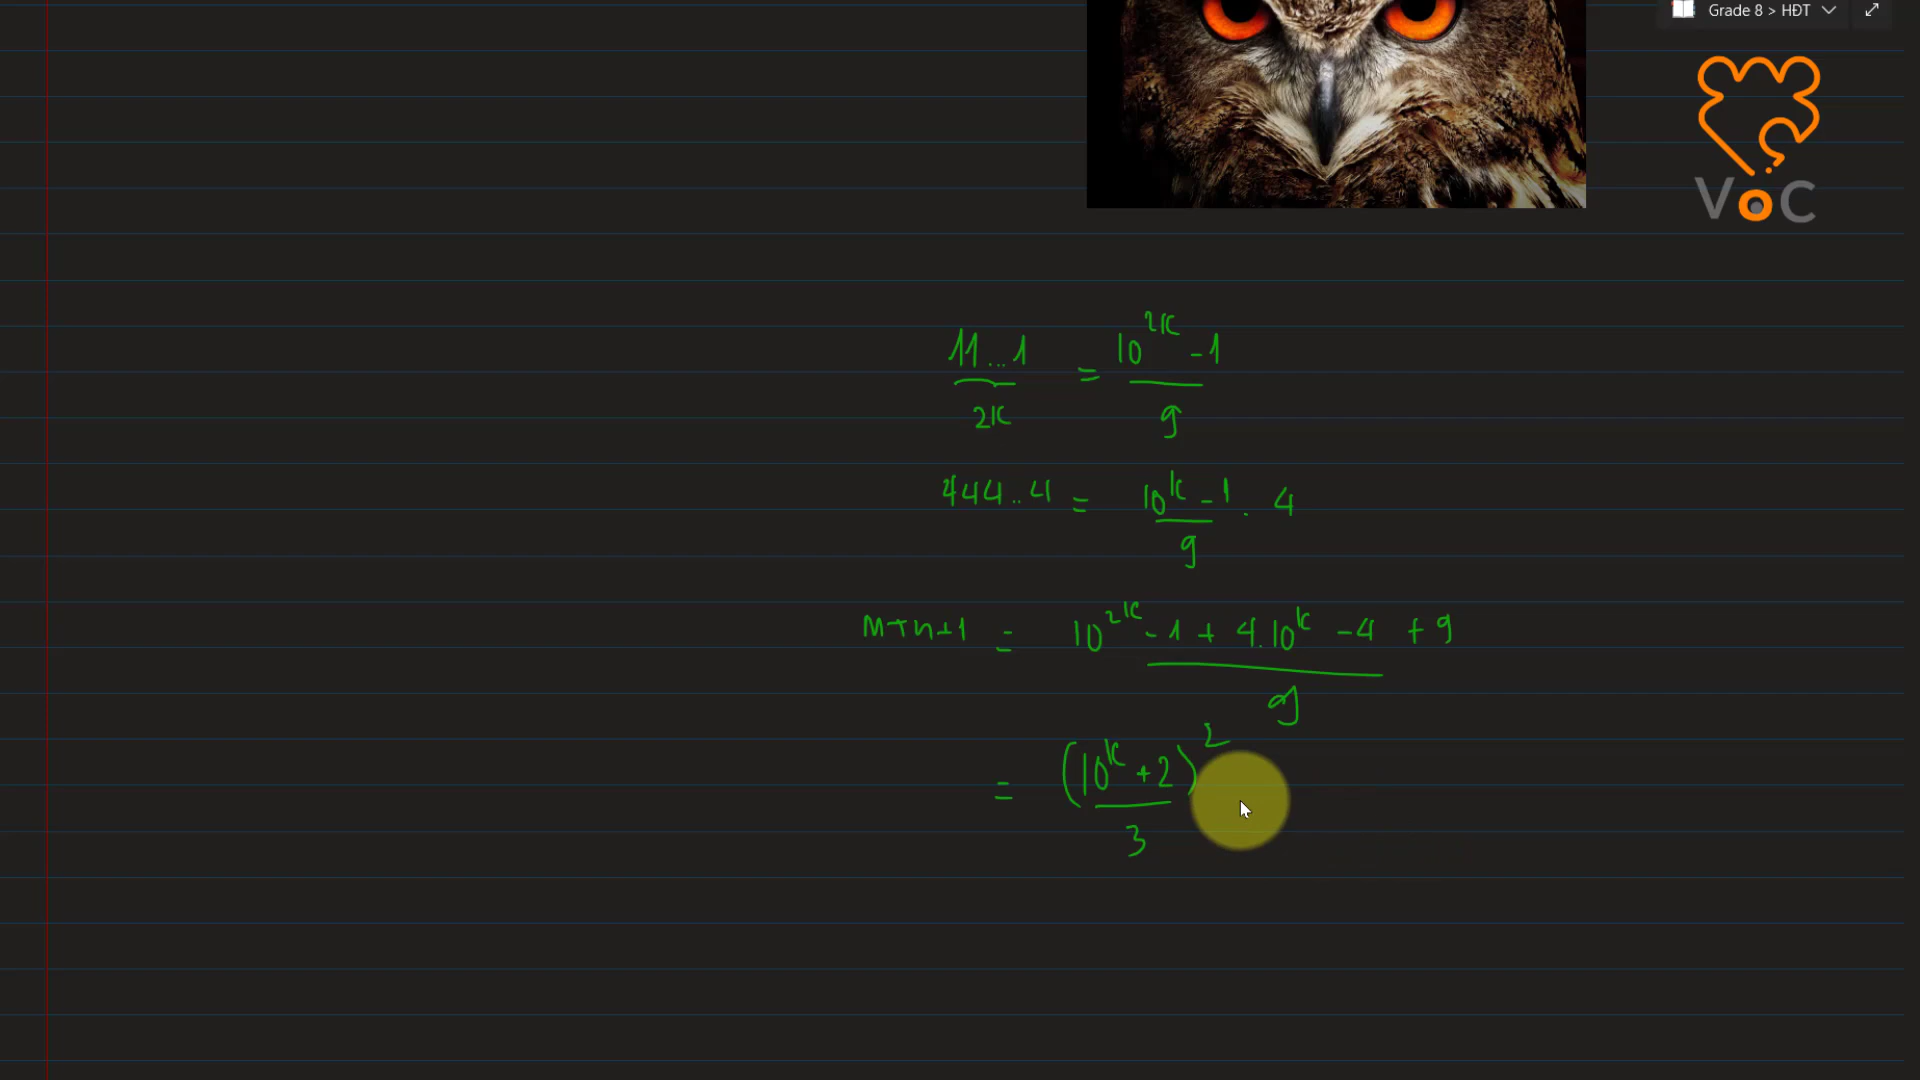 Grade 8 > HĐT
VOC
11...1 = 10^{2k} - 1
2k 9
444..4 = 10^k - 1 . 4
9
m+n+1 = 10^{2k} - 1 + 4.10^k - 4 + 9
9
= (10^k + 2)^2
3